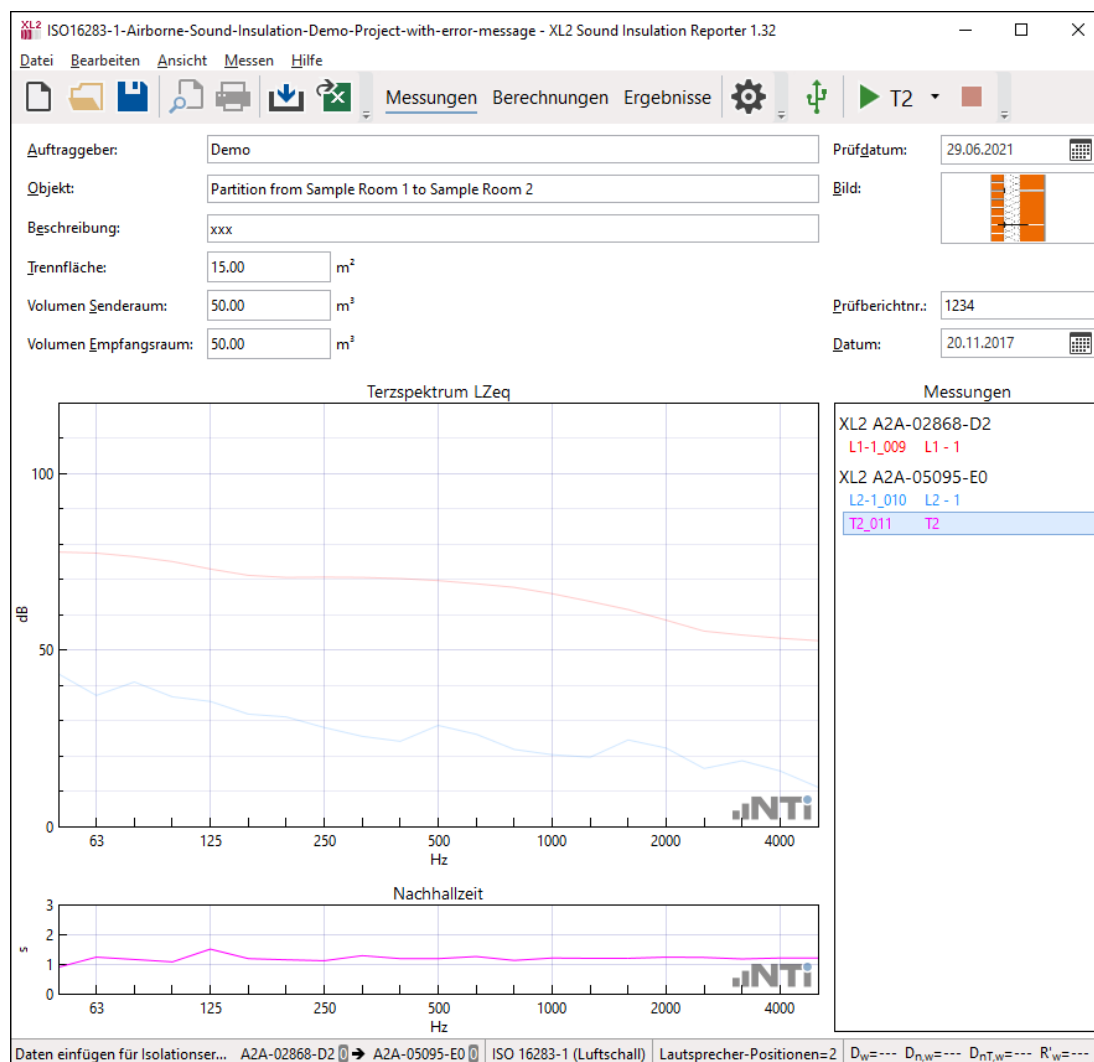 XL2 ISO16283-1-Airborne-Sound-Insulation-Demo-Project-with-error-message - XL2 Sound Insulation Reporter 1.32
Datei Bearbeiten Ansicht Messen Hilfe
Messungen Berechnungen Ergebnisse T2
Auftraggeber: Demo Prüfdatum: 29.06.2021
Objekt: Partition from Sample Room 1 to Sample Room 2 Bild:
Beschreibung: xxx
Trennfläche: 15.00 m²
Volumen Senderaum: 50.00 m³ Prüfberichtnr.: 1234
Volumen Empfangsraum: 50.00 m³ Datum: 20.11.2017
Terzspektrum LZeq
100
50
0
dB
63 125 250 500 1000 2000 4000
Hz
NTi
Messungen
XL2 A2A-02868-D2
L1-1_009 L1 - 1
XL2 A2A-05095-E0
L2-1_010 L2 - 1
T2_011 T2
Nachhallzeit
3
2
1
0
s
63 125 250 500 1000 2000 4000
Hz
NTi
Daten einfügen für Isolationser... A2A-02868-D2 0 ➔ A2A-05095-E0 0 ISO 16283-1 (Luftschall) Lautsprecher-Positionen=2 Dw=--- Dn,w=--- DnT,w=--- R'w=---